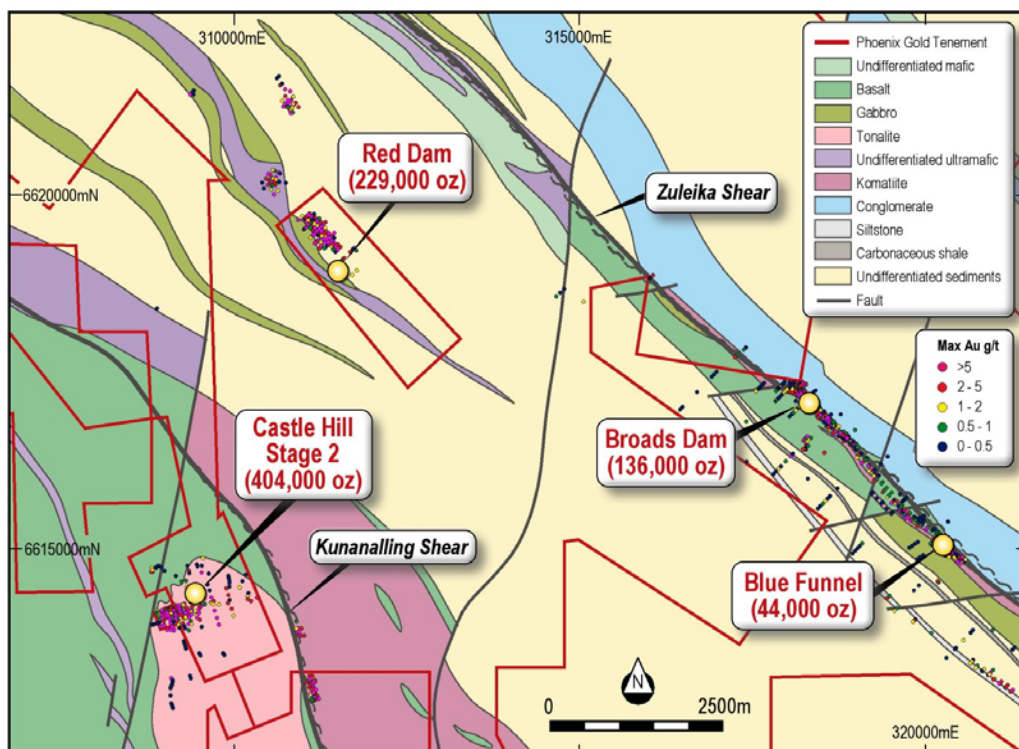 310000mE
315000mE
Phoenix Gold Tenement
Undifferentiated mafic
Basalt
Gabbro
Tonalite
Undifferentiated ultramafic
Komatiite
Conglomerate
Siltstone
Carbonaceous shale
Undifferentiated sediments
Fault
Red Dam
(229,000 oz)
Zuleika Shear
6620000mN
Max Au g/t
>5
2 - 5
1 - 2
0.5 - 1
0 - 0.5
Castle Hill
Stage 2
(404,000 oz)
Broads Dam
(136,000 oz)
Kunanalling Shear
6615000mN
Blue Funnel
(44,000 oz)
N
0
2500m
320000mE